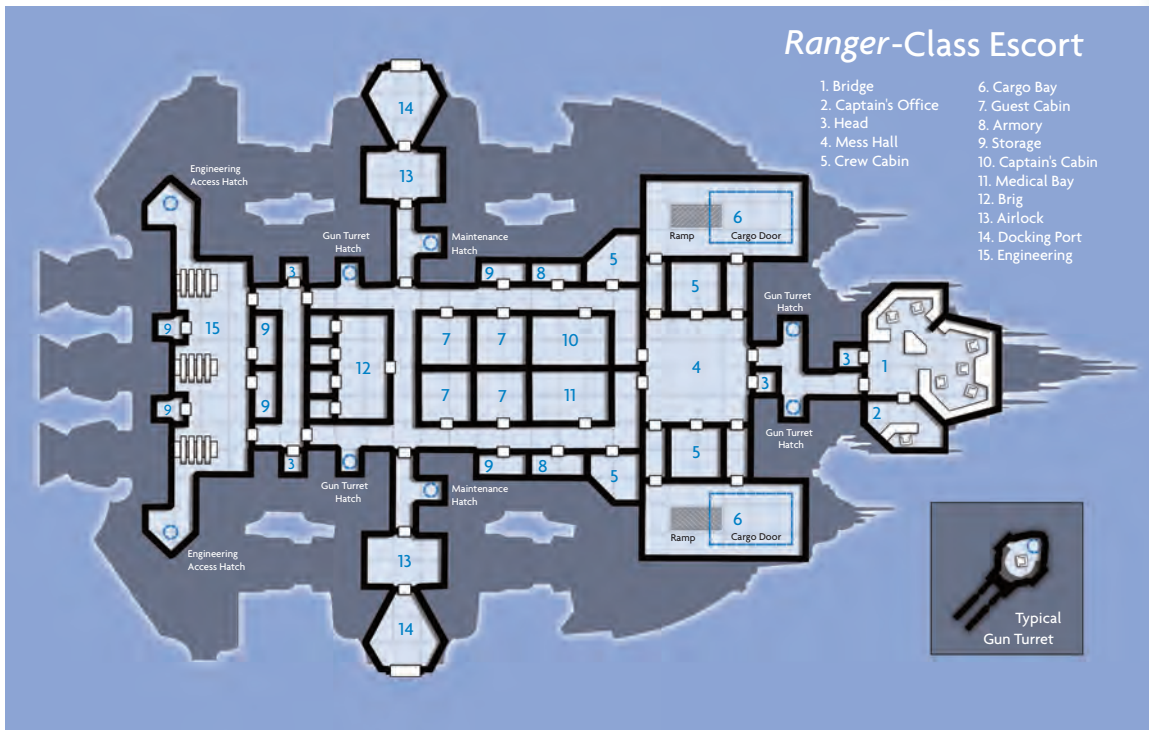 Ranger-Class Escort
1. Bridge
2. Captain's Office
3. Head
4. Mess Hall
5. Crew Cabin
6. Cargo Bay
7. Guest Cabin
8. Armory
9. Storage
10. Captain's Cabin
11. Medical Bay
12. Brig
13. Airlock
14. Docking Port
15. Engineering
14
Engineering
Access Hatch
13
6
Ramp
Cargo Door
Gun Turret
Hatch
Maintenance
Hatch
3
9
8
5
5
Gun Turret
Hatch
9
15
9
7
7
10
12
4
3
1
7
7
11
3
9
9
2
Gun Turret
Hatch
3
5
9
8
5
Gun Turret
Hatch
Maintenance
Hatch
6
Ramp
Cargo Door
Engineering
Access Hatch
13
14
Typical
Gun Turret